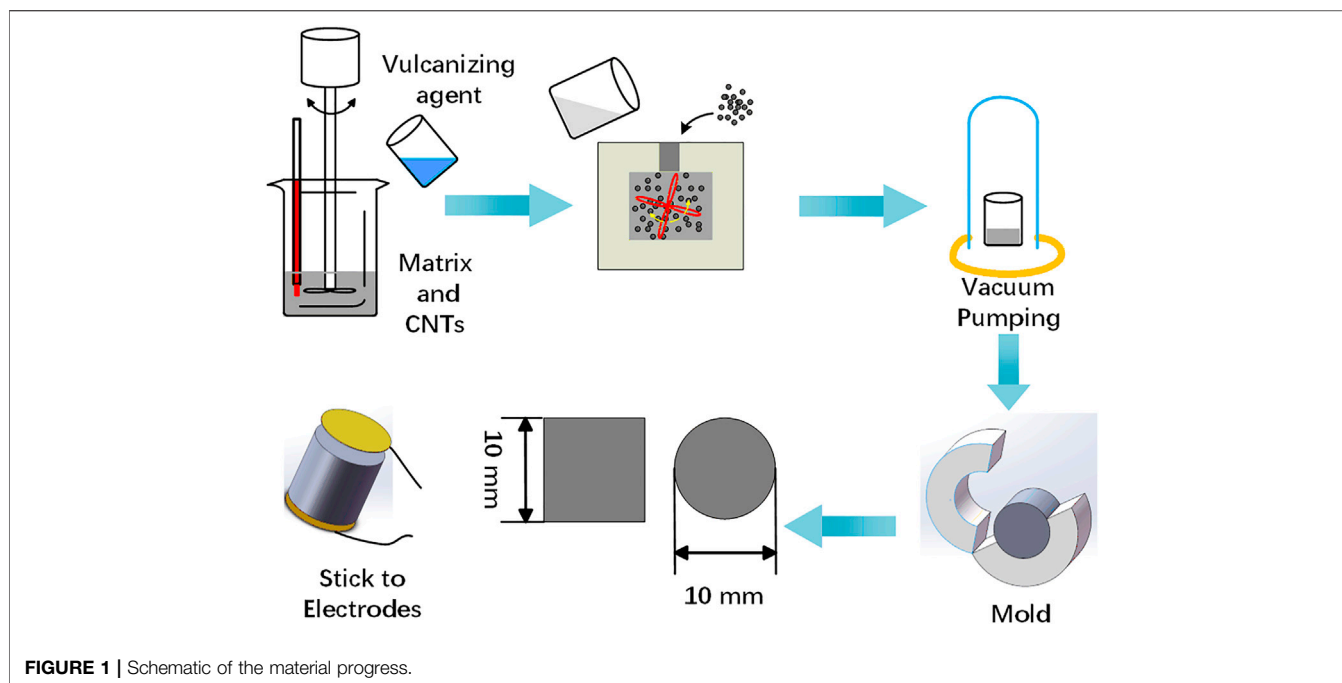 Vulcanizing
agent
Matrix
and
CNTs
Vacuum
Pumping
Mold
10 mm
10 mm
Stick to
Electrodes
FIGURE 1 | Schematic of the material progress.